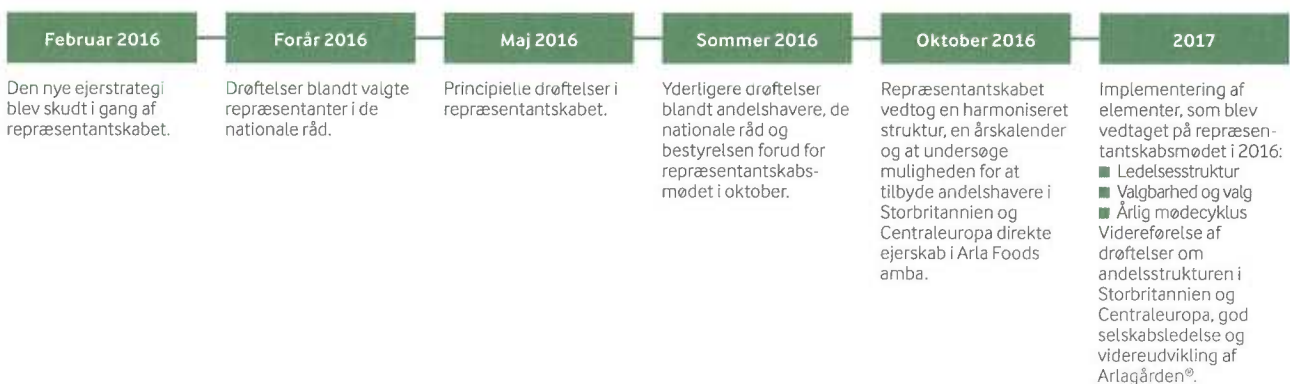 Februar 2016
Den nye ejerstrategi
blev skudt i gang af
repræsentantskabet.
Forår 2016
Drøftelser blandt valgte
repræsentanter i de
nationale råd.
Maj 2016
Principielle drøftelser i
repræsentantskabet.
Sommer 2016
Yderligere drøftelser
blandt andelshavere, de
nationale råd og
bestyrelsen forud for
repræsentantskabs-
mødet i oktober.
Oktober 2016
Repræsentantskabet
vedtog en harmoniseret
struktur, en årskalender
og at undersøge
muligheden for at
tilbyde andelshavere i
Storbritannien og
Centraleuropa direkte
ejerskab i Arla Foods
amba.
2017
Implementering af
elementer, som blev
vedtaget på repræsen-
tantskabsmødet i 2016:
■ Ledelsesstruktur
■ Valgbarhed og valg
■ Årlig mødecyklus
Videreførelse af
drøftelser om
andelsstrukturen i
Storbritannien og
Centraleuropa, god
selskabsledelse og
videreudvikling af
Arlagården®.